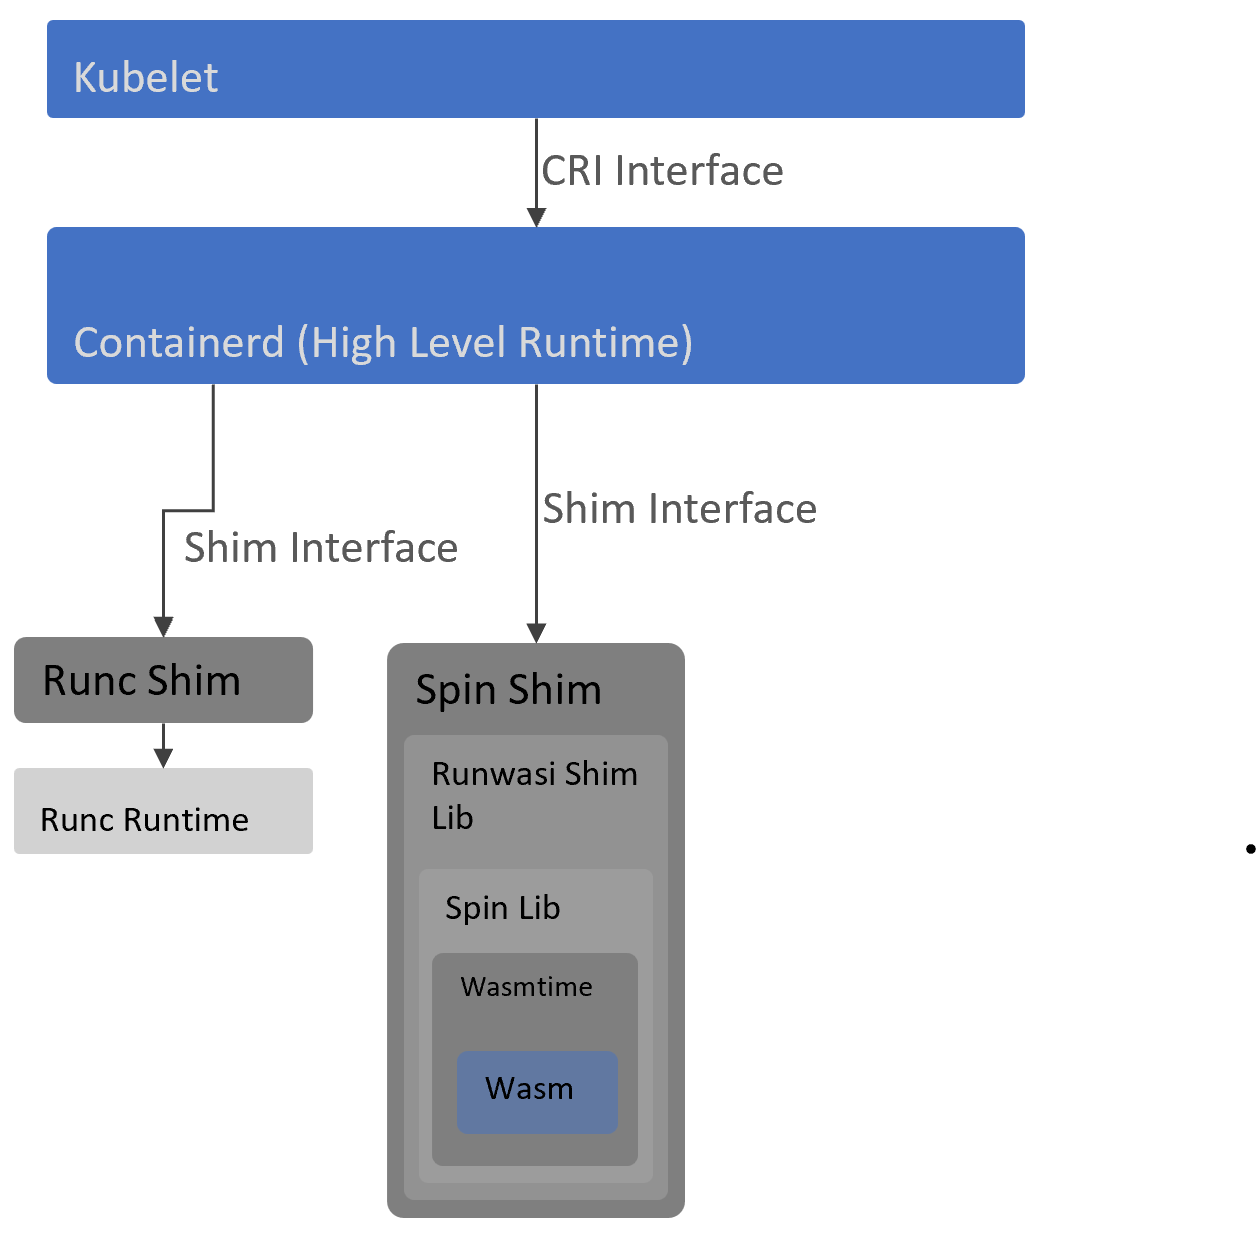 Kubelet
CRI Interface
Containerd (High Level Runtime)
Shim Interface
Shim Interface
Runc Shim
Runc Runtime
Spin Shim
Runwasi Shim
Lib
Spin Lib
Wasmtime
Wasm